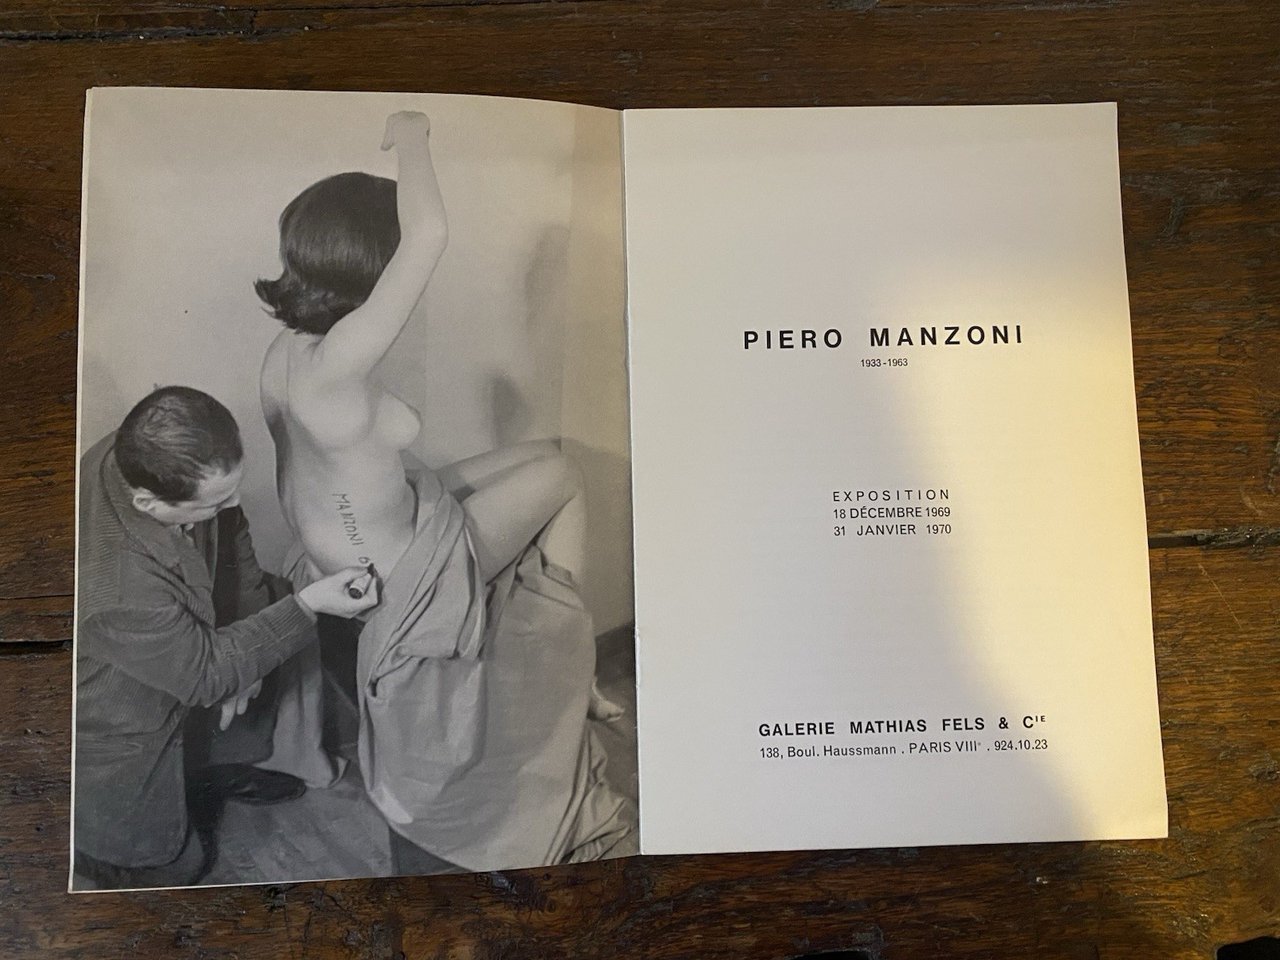 MANZONI 6
PIERO MANZONI
1933-1963
EXPOSITION
18 DÉCEMBRE 1969
31 JANVIER 1970
GALERIE MATHIAS FELS & Cᴵᴱ
138, Boul. Haussmann . PARIS VIIIᵉ . 924.10.23